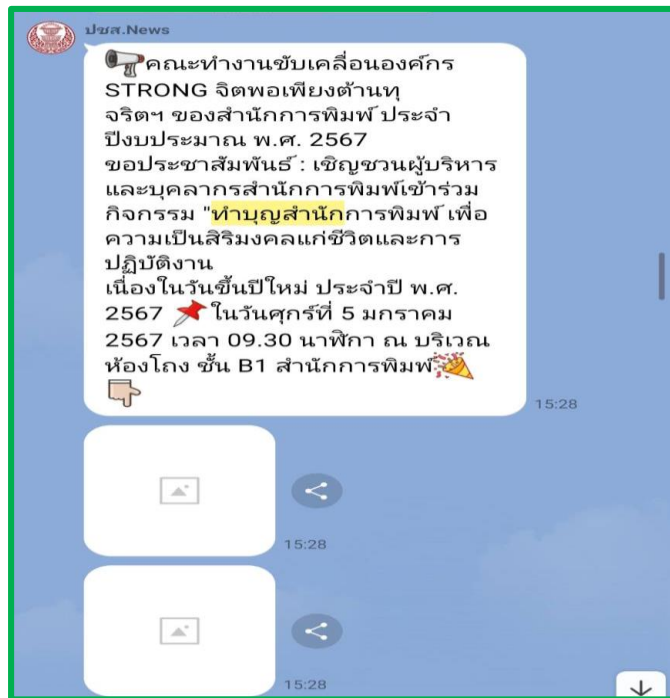 ปชส.News
คณะทำงานขับเคลื่อนองค์กร
STRONG จิตพอเพียงต้านทุ
จริตฯ ของสำนักการพิมพ์ ประจำ
ปีงบประมาณ พ.ศ. 2567
ขอประชาสัมพันธ์ : เชิญชวนผู้บริหาร
และบุคลากรสำนักการพิมพ์เข้าร่วม
กิจกรรม "ทำบุญสำนักการพิมพ์ เพื่อ
ความเป็นสิริมงคลแก่ชีวิตและการ
ปฏิบัติงาน
เนื่องในวันขึ้นปีใหม่ ประจำปี พ.ศ.
2567 📌 ในวันศุกร์ที่ 5 มกราคม
2567 เวลา 09.30 นาฬิกา ณ บริเวณ
ห้องโถง ชั้น B1 สำนักการพิมพ์
15:28
15:28
15:28